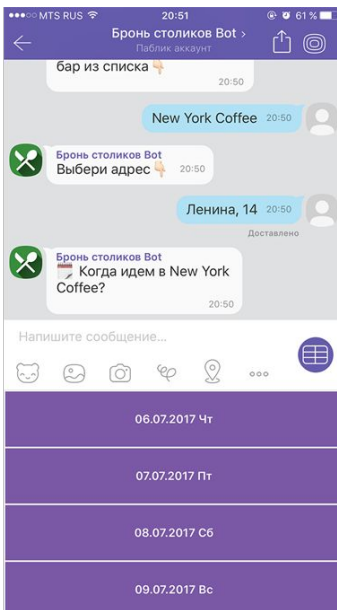 MTS RUS 20:51 61 %
Бронь столиков Bot
Паблик аккаунт
бар из списка
20:50
New York Coffee 20:50
Бронь столиков Bot
Выбери адрес 20:50
Ленина, 14 20:50
Доставлено
Бронь столиков Bot
Когда идем в New York
Coffee?
20:50
Напишите сообщение...
06.07.2017 Чт
07.07.2017 Пт
08.07.2017 Сб
09.07.2017 Вс